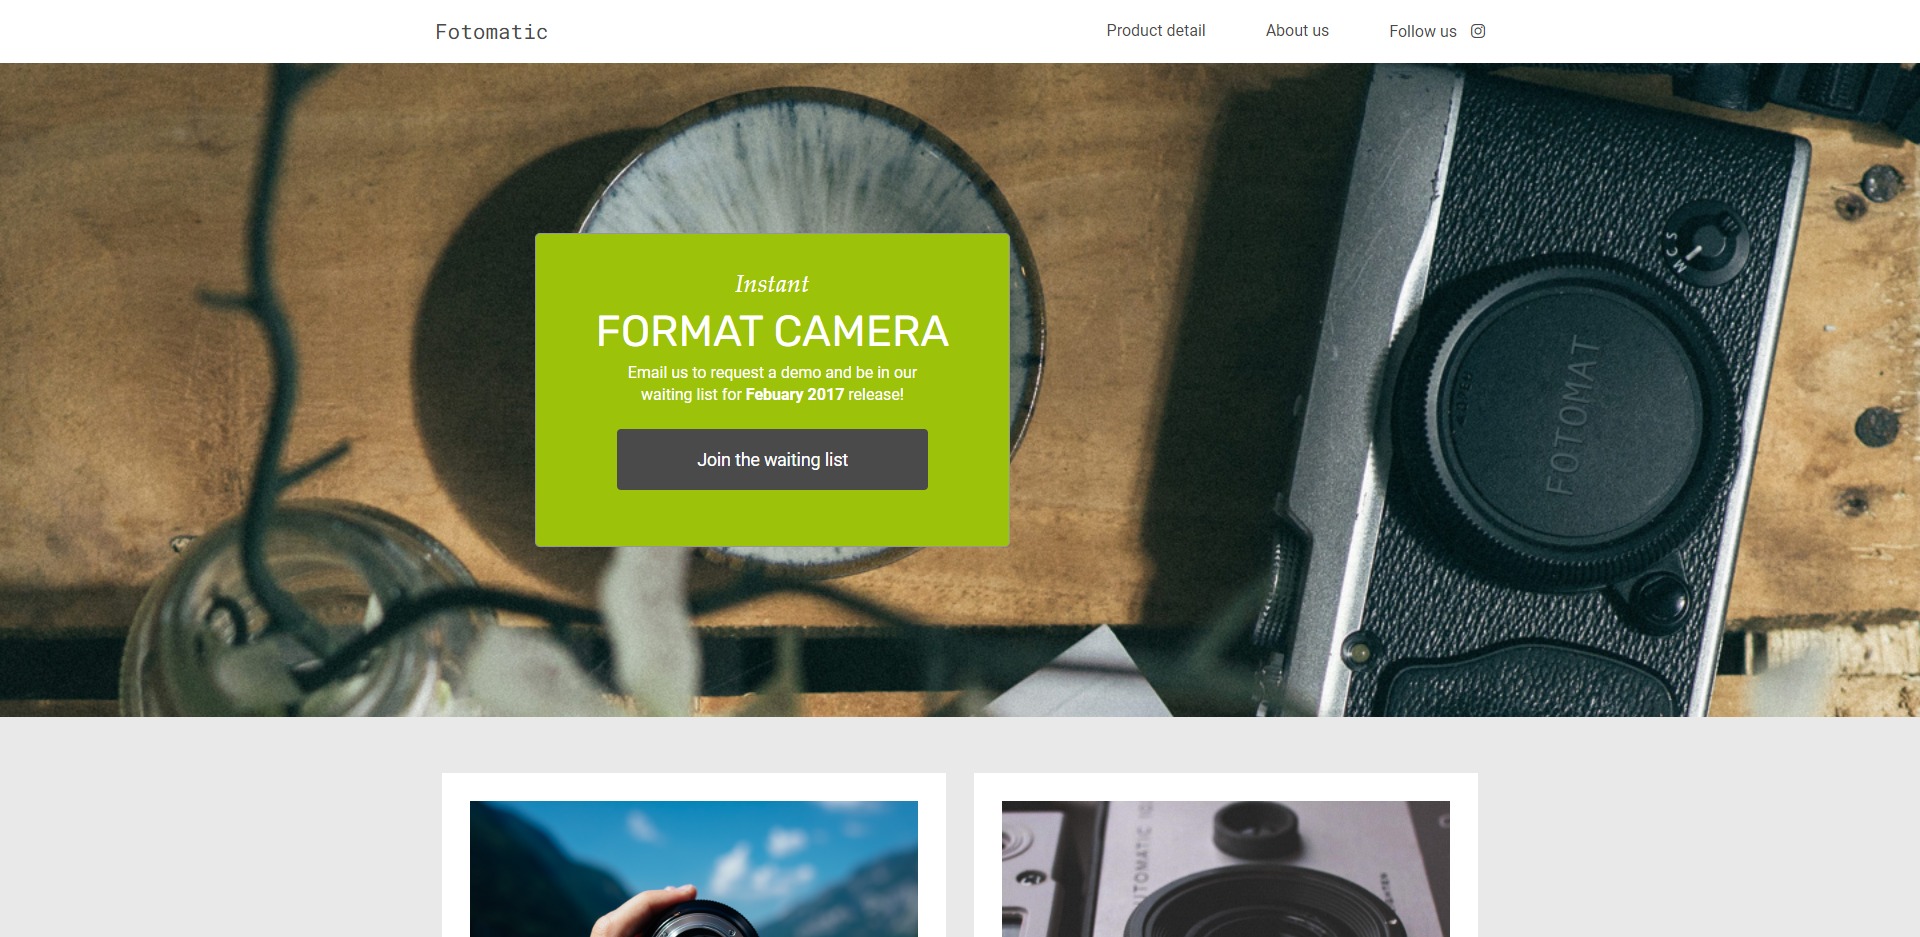 Fotomatic
Product detail
About us
Follow us
Instant
FORMAT CAMERA
Email us to request a demo and be in our
waiting list for Febuary 2017 release!
Join the waiting list
MCS
FOTOMAT